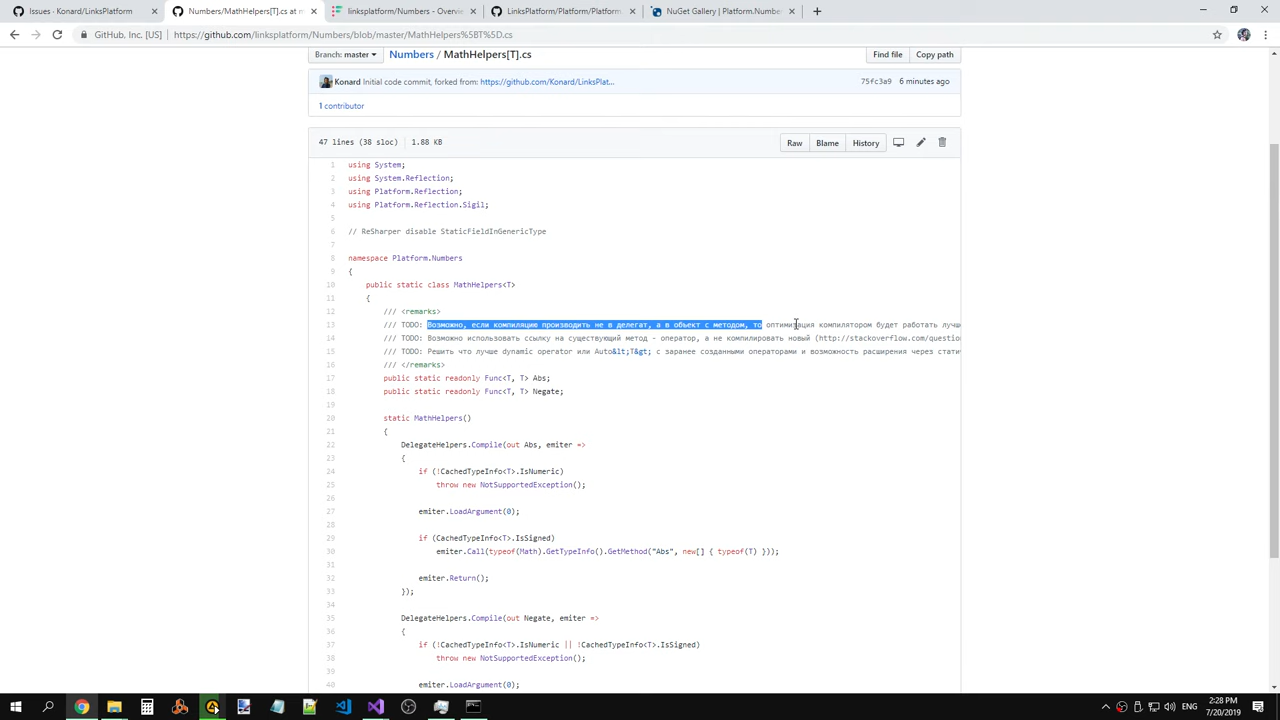 Issues · Konard/LinksPlatform
Numbers/MathHelpers[T].cs at m
linksplatform/Numbers - Overvie
LinksPlatform/Platform/Platform
NuGet Gallery | Platform.Numbe
GitHub, Inc. [US] | https://github.com/linksplatform/Numbers/blob/master/MathHelpers%5BT%5D.cs
Branch: master
Numbers / MathHelpers[T].cs
Find file
Copy path
Konard Initial code commit, forked from: https://github.com/Konard/LinksPlat...
75fc3a9 6 minutes ago
1 contributor
47 lines (38 sloc) | 1.88 KB
Raw
Blame
History
1 using System;
2 using System.Reflection;
3 using Platform.Reflection;
4 using Platform.Reflection.Sigil;
5
6 // ReSharper disable StaticFieldInGenericType
7
8 namespace Platform.Numbers
9 {
10 public static class MathHelpers<T>
11 {
12 /// <remarks>
13 /// TODO: Возможно, если компиляцию производить не в делегат, а в объект с методом, то оптимизация компилятором будет работать лучше
14 /// TODO: Возможно использовать ссылку на существующий метод - оператор, а не компилировать новый (http://stackoverflow.com/question
15 /// TODO: Решить что лучше dynamic operator или Auto&lt;T&gt; с заранее созданными операторами и возможность расширения через стати
16 /// </remarks>
17 public static readonly Func<T, T> Abs;
18 public static readonly Func<T, T> Negate;
19
20 static MathHelpers()
21 {
22 DelegateHelpers.Compile(out Abs, emiter =>
23 {
24 if (!CachedTypeInfo<T>.IsNumeric)
25 throw new NotSupportedException();
26
27 emiter.LoadArgument(0);
28
29 if (CachedTypeInfo<T>.IsSigned)
30 emiter.Call(typeof(Math).GetTypeInfo().GetMethod("Abs", new[] { typeof(T) }));
31
32 emiter.Return();
33 });
34
35 DelegateHelpers.Compile(out Negate, emiter =>
36 {
37 if (!CachedTypeInfo<T>.IsNumeric || !CachedTypeInfo<T>.IsSigned)
38 throw new NotSupportedException();
39
40 emiter.LoadArgument(0);
2:28 PM
7/20/2019